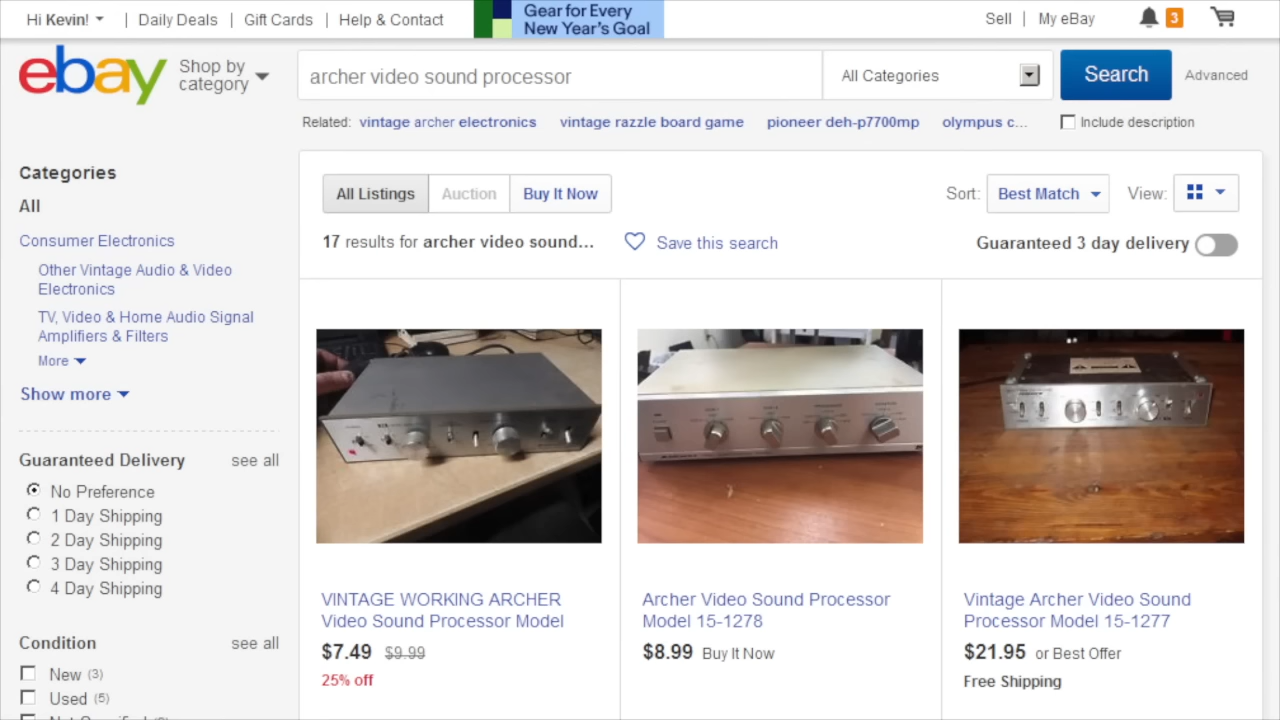 Hi Kevin!
Daily Deals
Gift Cards
Help & Contact
Gear for Every
New Year's Goal
Sell
My eBay
3
ebay
Shop by
category
archer video sound processor
All Categories
Search
Advanced
Related: vintage archer electronics vintage razzle board game pioneer deh-p7700mp olympus c...
Include description
Categories
All
Consumer Electronics
Other Vintage Audio & Video
Electronics
TV, Video & Home Audio Signal
Amplifiers & Filters
More
Show more
Guaranteed Delivery see all
No Preference
1 Day Shipping
2 Day Shipping
3 Day Shipping
4 Day Shipping
Condition see all
New (3)
Used (5)
All Listings Auction Buy It Now
Sort: Best Match View:
17 results for archer video sound...
Save this search
Guaranteed 3 day delivery
VINTAGE WORKING ARCHER
Video Sound Processor Model
$7.49 $9.99
25% off
Archer Video Sound Processor
Model 15-1278
$8.99 Buy It Now
Vintage Archer Video Sound
Processor Model 15-1277
$21.95 or Best Offer
Free Shipping